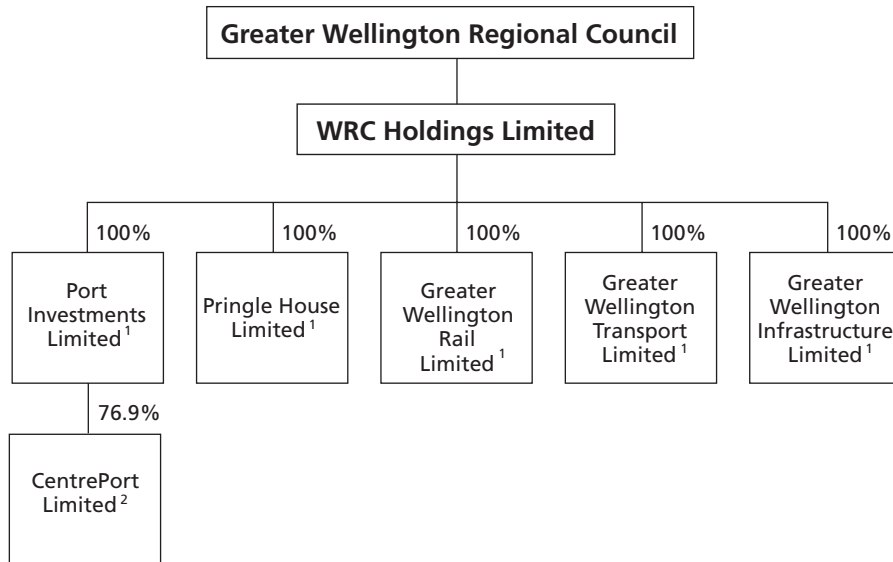 Greater Wellington Regional Council
WRC Holdings Limited
100%
100%
100%
100%
100%
Port
Investments
Limited 1
Pringle House
Limited 1
Greater
Wellington
Rail
Limited 1
Greater
Wellington
Transport
Limited 1
Greater
Wellington
Infrastructure
Limited 1
76.9%
CentrePort
Limited 2